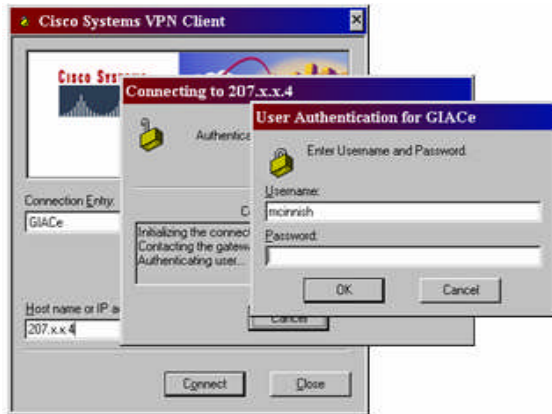 Cisco Systems VPN Client
Cisco Sys
Connection Entry:
GIACe
Host name or IP a
207.x.x.4
Connect
Close
Connecting to 207.x.x.4
Authentica
C
Initializing the connec
Contacting the gatew
Authenticating user...
Cancel
User Authentication for GIACe
Enter Username and Password.
Username:
mcinnish
Password:
OK
Cancel